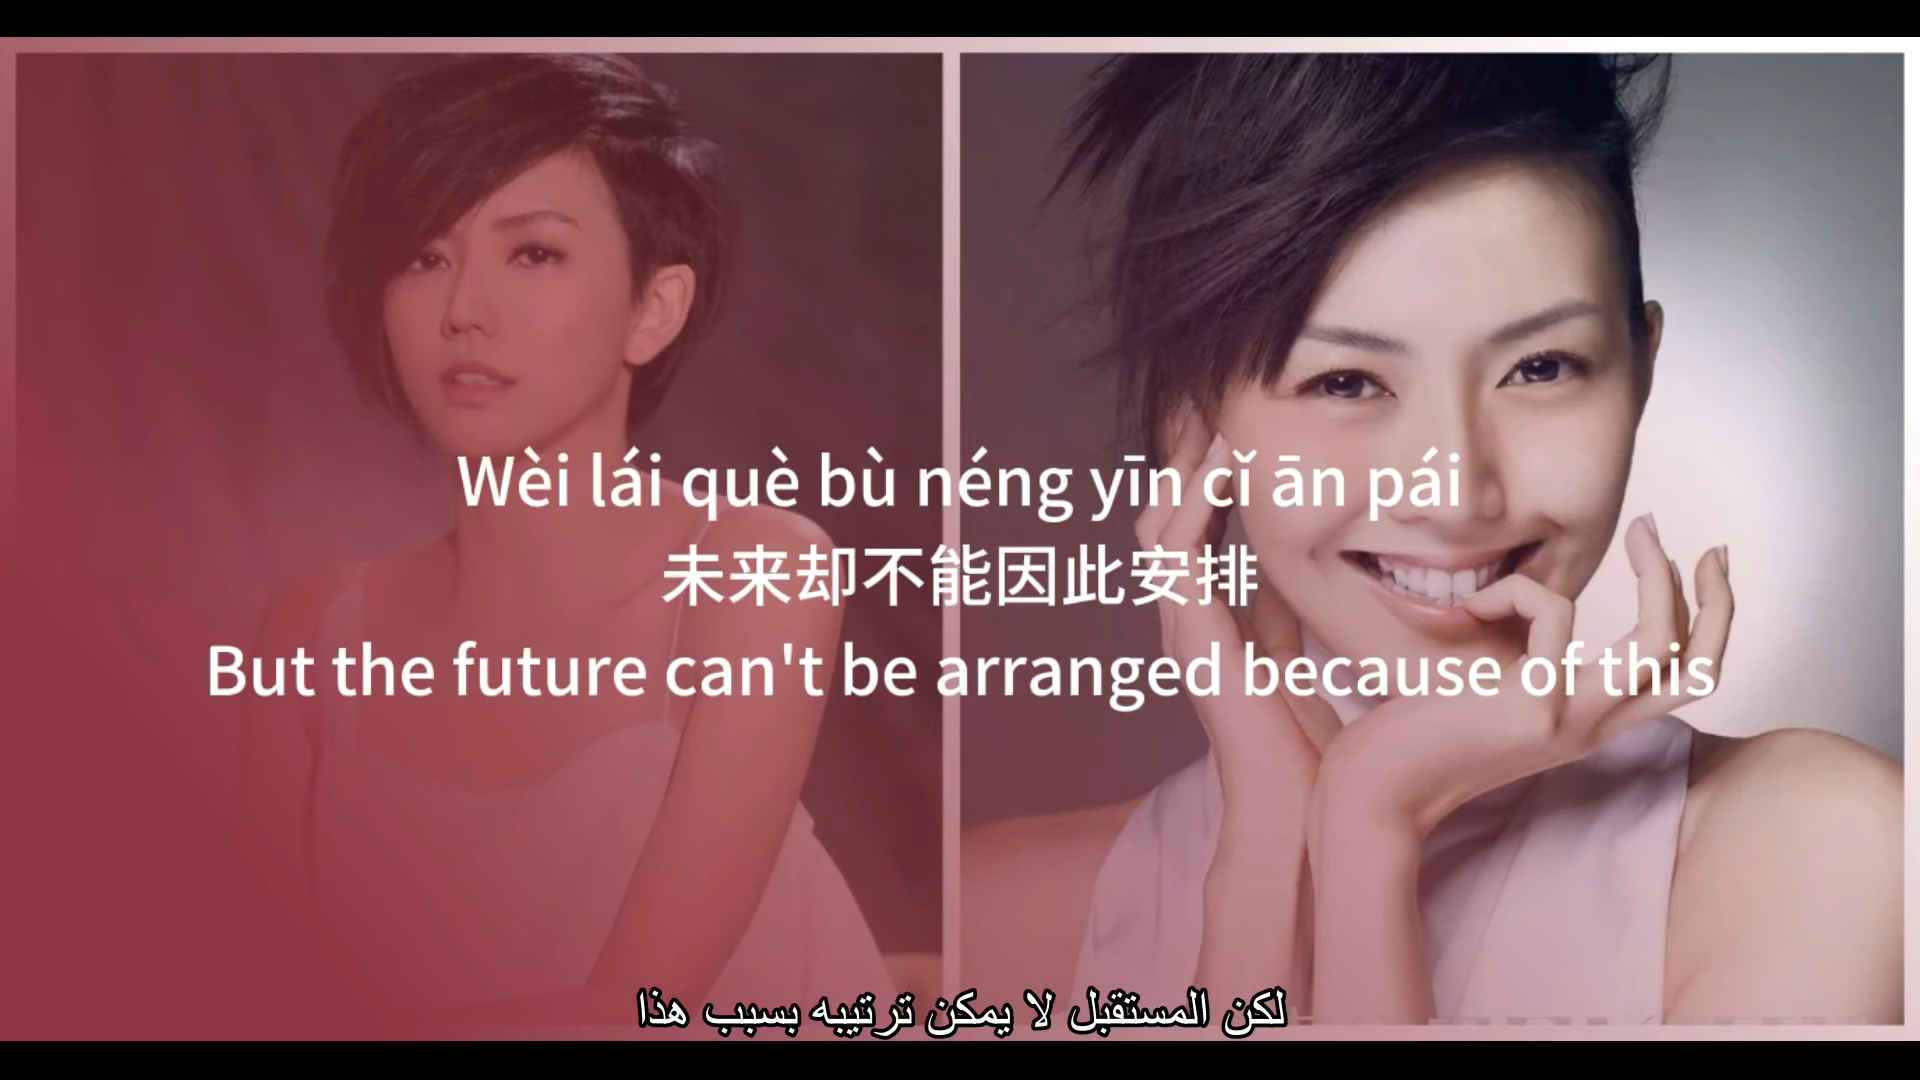 Wèi lái què bù néng yīn cǐ ān pái
未来却不能因此安排
But the future can't be arranged because of this
لكن المستقبل لا يمكن ترتيبه بسبب هذا